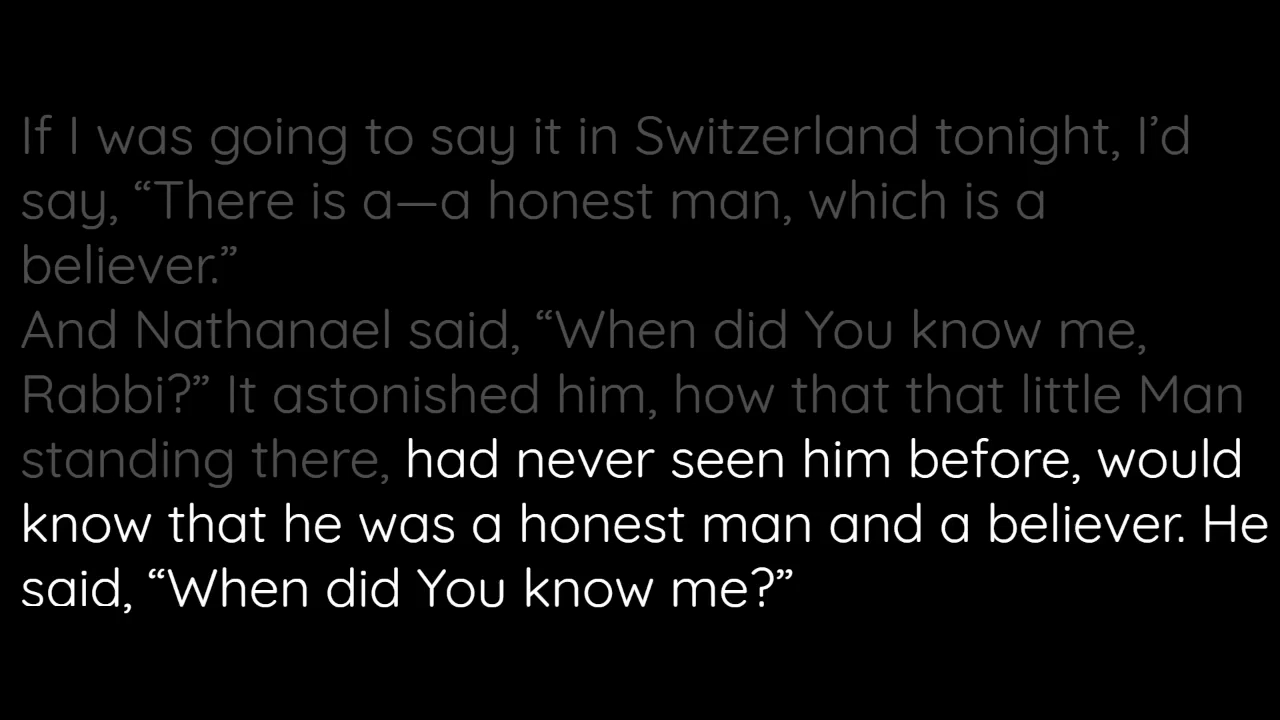 If I was going to say it in Switzerland tonight, I’d
say, “There is a—a honest man, which is a
believer.”
And Nathanael said, “When did You know me,
Rabbi?” It astonished him, how that that little Man
standing there, had never seen him before, would
know that he was a honest man and a believer. He
said, “When did You know me?”